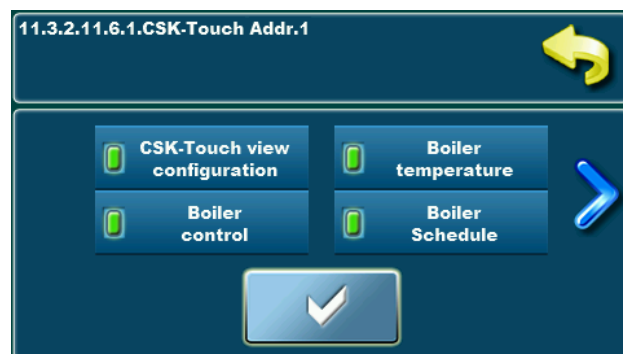 11.3.2.11.6.1.CSK-Touch Addr.1
CSK-Touch view
configuration
Boiler
temperature
Boiler
control
Boiler
Schedule